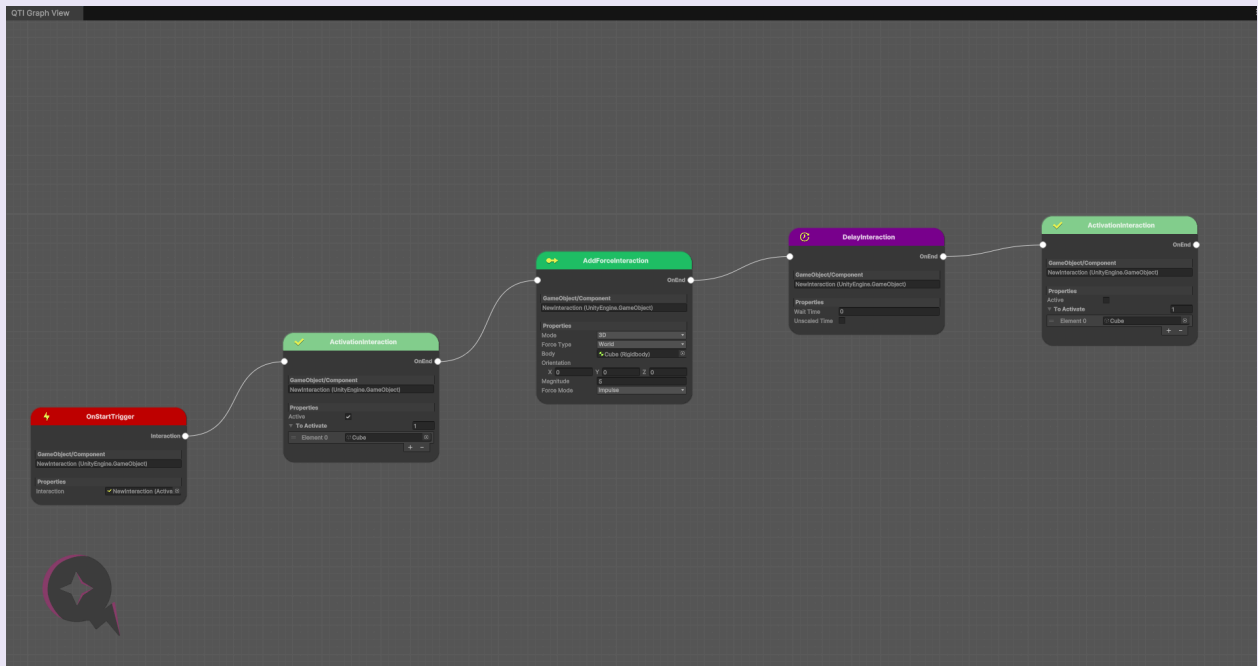 QTI Graph View
OnStartTrigger
Interaction
GameObject/Component
NewInteraction (UnityEngine.GameObject)
Properties
Interaction NewInteraction (Active
ActivationInteraction
OnEnd
GameObject/Component
NewInteraction (UnityEngine.GameObject)
Properties
Active
To Activate 1
Element 0 Cube
+ −
AddForceInteraction
OnEnd
GameObject/Component
NewInteraction (UnityEngine.GameObject)
Properties
Mode 3D
Force Type World
Body Cube (Rigidbody)
Orientation
X 0 Y 0 Z 0
Magnitude 5
Force Mode Impulse
DelayInteraction
OnEnd
GameObject/Component
NewInteraction (UnityEngine.GameObject)
Properties
Wait Time 0
Unscaled Time
ActivationInteraction
OnEnd
GameObject/Component
NewInteraction (UnityEngine.GameObject)
Properties
Active
To Activate 1
Element 0 Cube
+ −